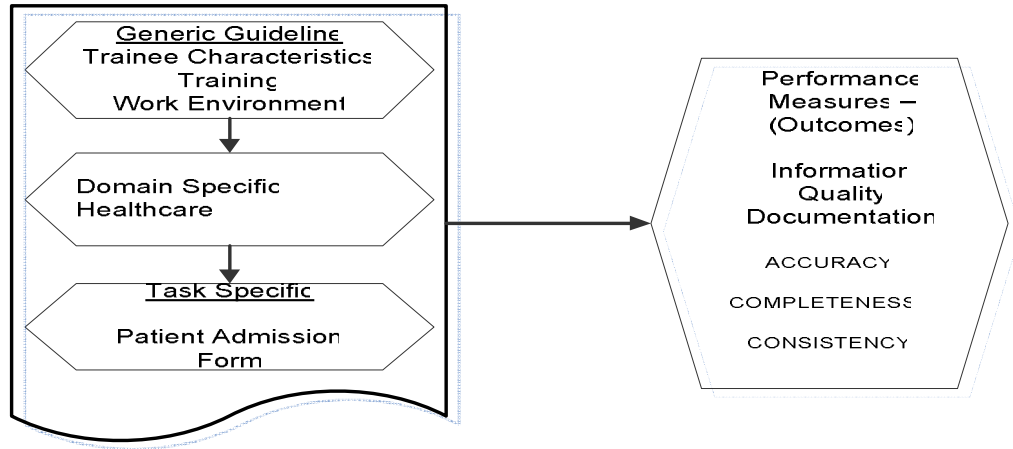 Generic Guideline
Trainee Characteristics
Training
Work Environment
Domain Specific
Healthcare
Task Specific
Patient Admission
Form
Performance
Measures –
(Outcomes)
Information
Quality
Documentation
ACCURACY
COMPLETENESS
CONSISTENCY